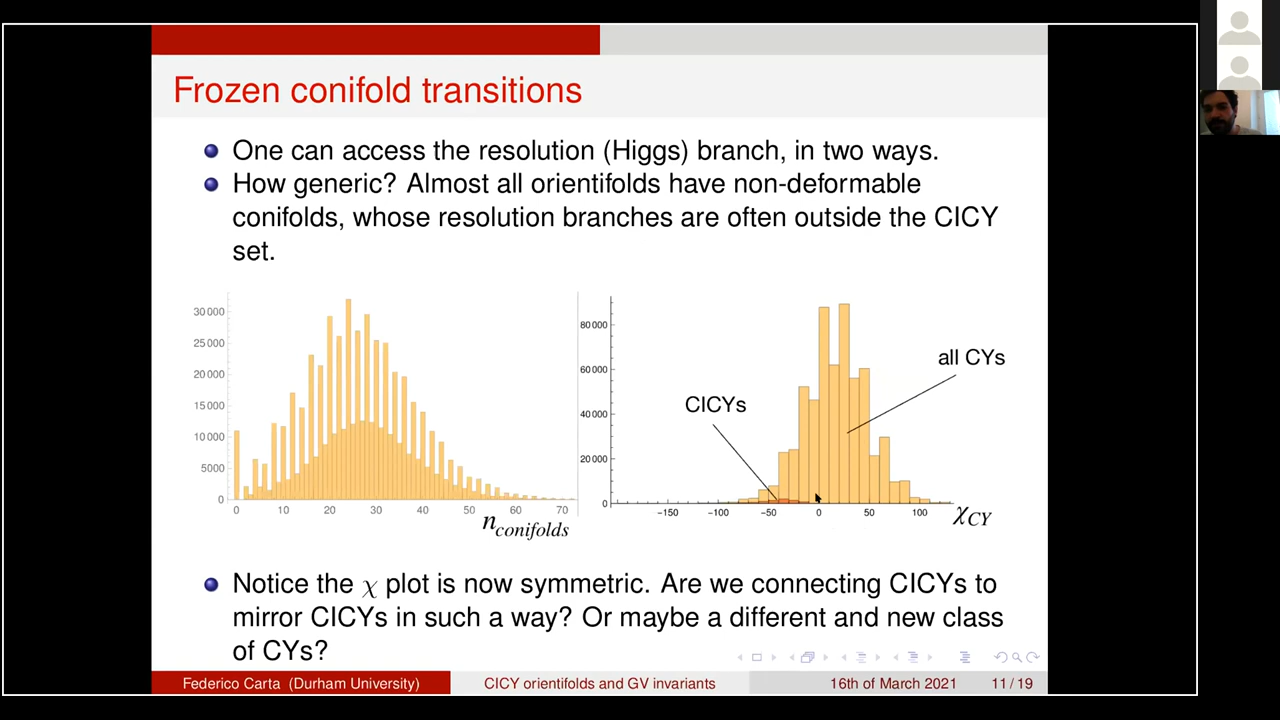 Frozen conifold transitions
One can access the resolution (Higgs) branch, in two ways.
How generic? Almost all orientifolds have non-deformable
conifolds, whose resolution branches are often outside the CICY
set.
30 000
25 000
20 000
15 000
10 000
5000
0
0 10 20 30 40 50 60 70
nconifolds
80 000
60 000
40 000
20 000
0
CICYs
all CYs
−150 −100 −50 0 50 100
χCY
Notice the χ plot is now symmetric. Are we connecting CICYs to
mirror CICYs in such a way? Or maybe a different and new class
of CYs?
Federico Carta (Durham University) CICY orientifolds and GV invariants 16th of March 2021 11 / 19